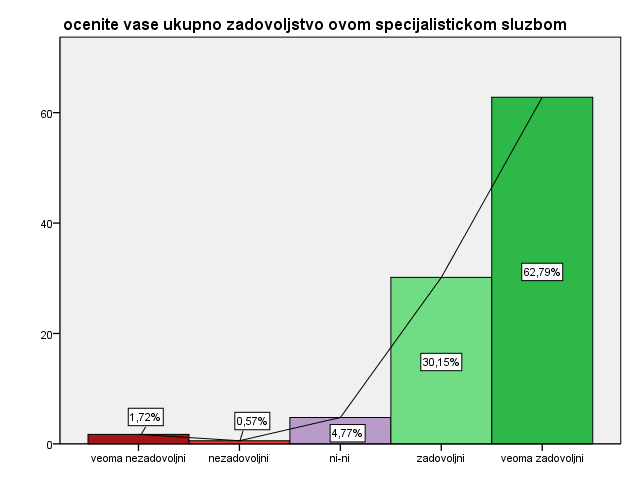 ocenite vase ukupno zadovoljstvo ovom specijalistickom sluzbom
60
40
20
0
1,72%
0,57%
4,77%
30,15%
62,79%
veoma nezadovoljni
nezadovoljni
ni-ni
zadovoljni
veoma zadovoljni